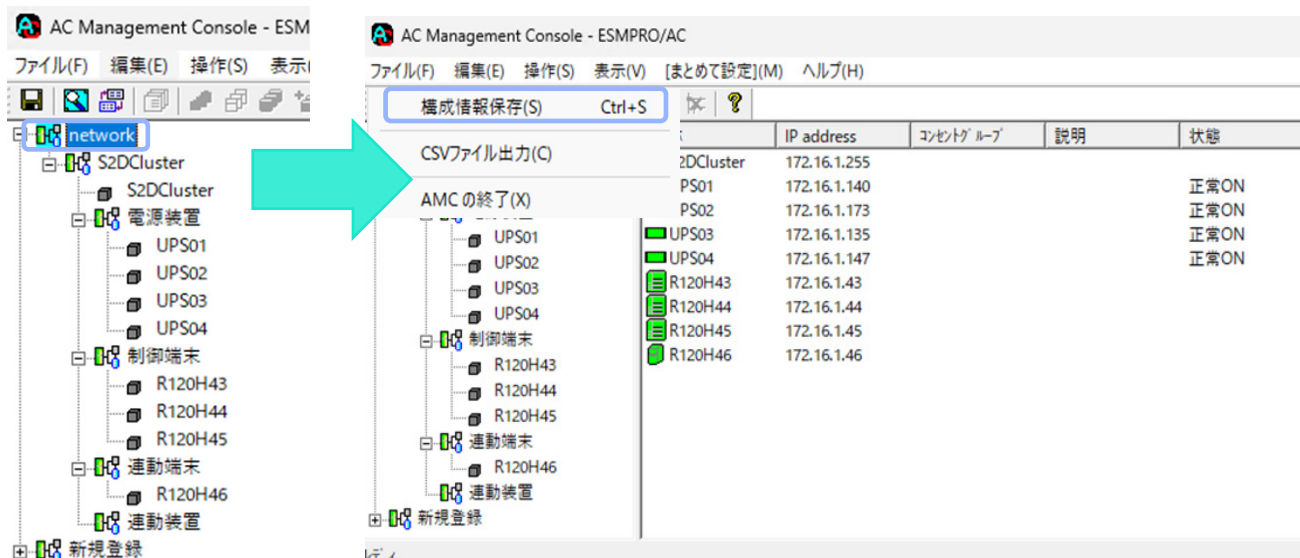 AC Management Console - ESM
ファイル(F) 編集(E) 操作(S) 表示(
network
S2DCluster
S2DCluster
電源装置
UPS01
UPS02
UPS03
UPS04
制御端末
R120H43
R120H44
R120H45
連動端末
R120H46
連動装置
新規登録
AC Management Console - ESMPRO/AC
ファイル(F) 編集(E) 操作(S) 表示(V) [まとめて設定](M) ヘルプ(H)
構成情報保存(S) Ctrl+S
CSVファイル出力(C)
AMC の終了(X)
UPS01
UPS02
UPS03
UPS04
制御端末
R120H43
R120H44
R120H45
連動端末
R120H46
連動装置
新規登録
IP address コンセントグループ 説明 状態
2DCluster 172.16.1.255
PS01 172.16.1.140 正常ON
PS02 172.16.1.173 正常ON
UPS03 172.16.1.135 正常ON
UPS04 172.16.1.147 正常ON
R120H43 172.16.1.43
R120H44 172.16.1.44
R120H45 172.16.1.45
R120H46 172.16.1.46